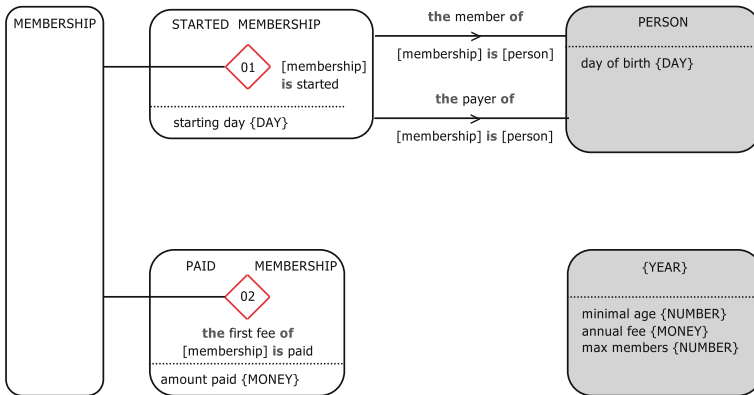 MEMBERSHIP
STARTED MEMBERSHIP
01
[membership]
is started
starting day {DAY}
the member of
[membership] is [person]
the payer of
[membership] is [person]
PERSON
day of birth {DAY}
PAID MEMBERSHIP
02
the first fee of
[membership] is paid
amount paid {MONEY}
{YEAR}
minimal age {NUMBER}
annual fee {MONEY}
max members {NUMBER}